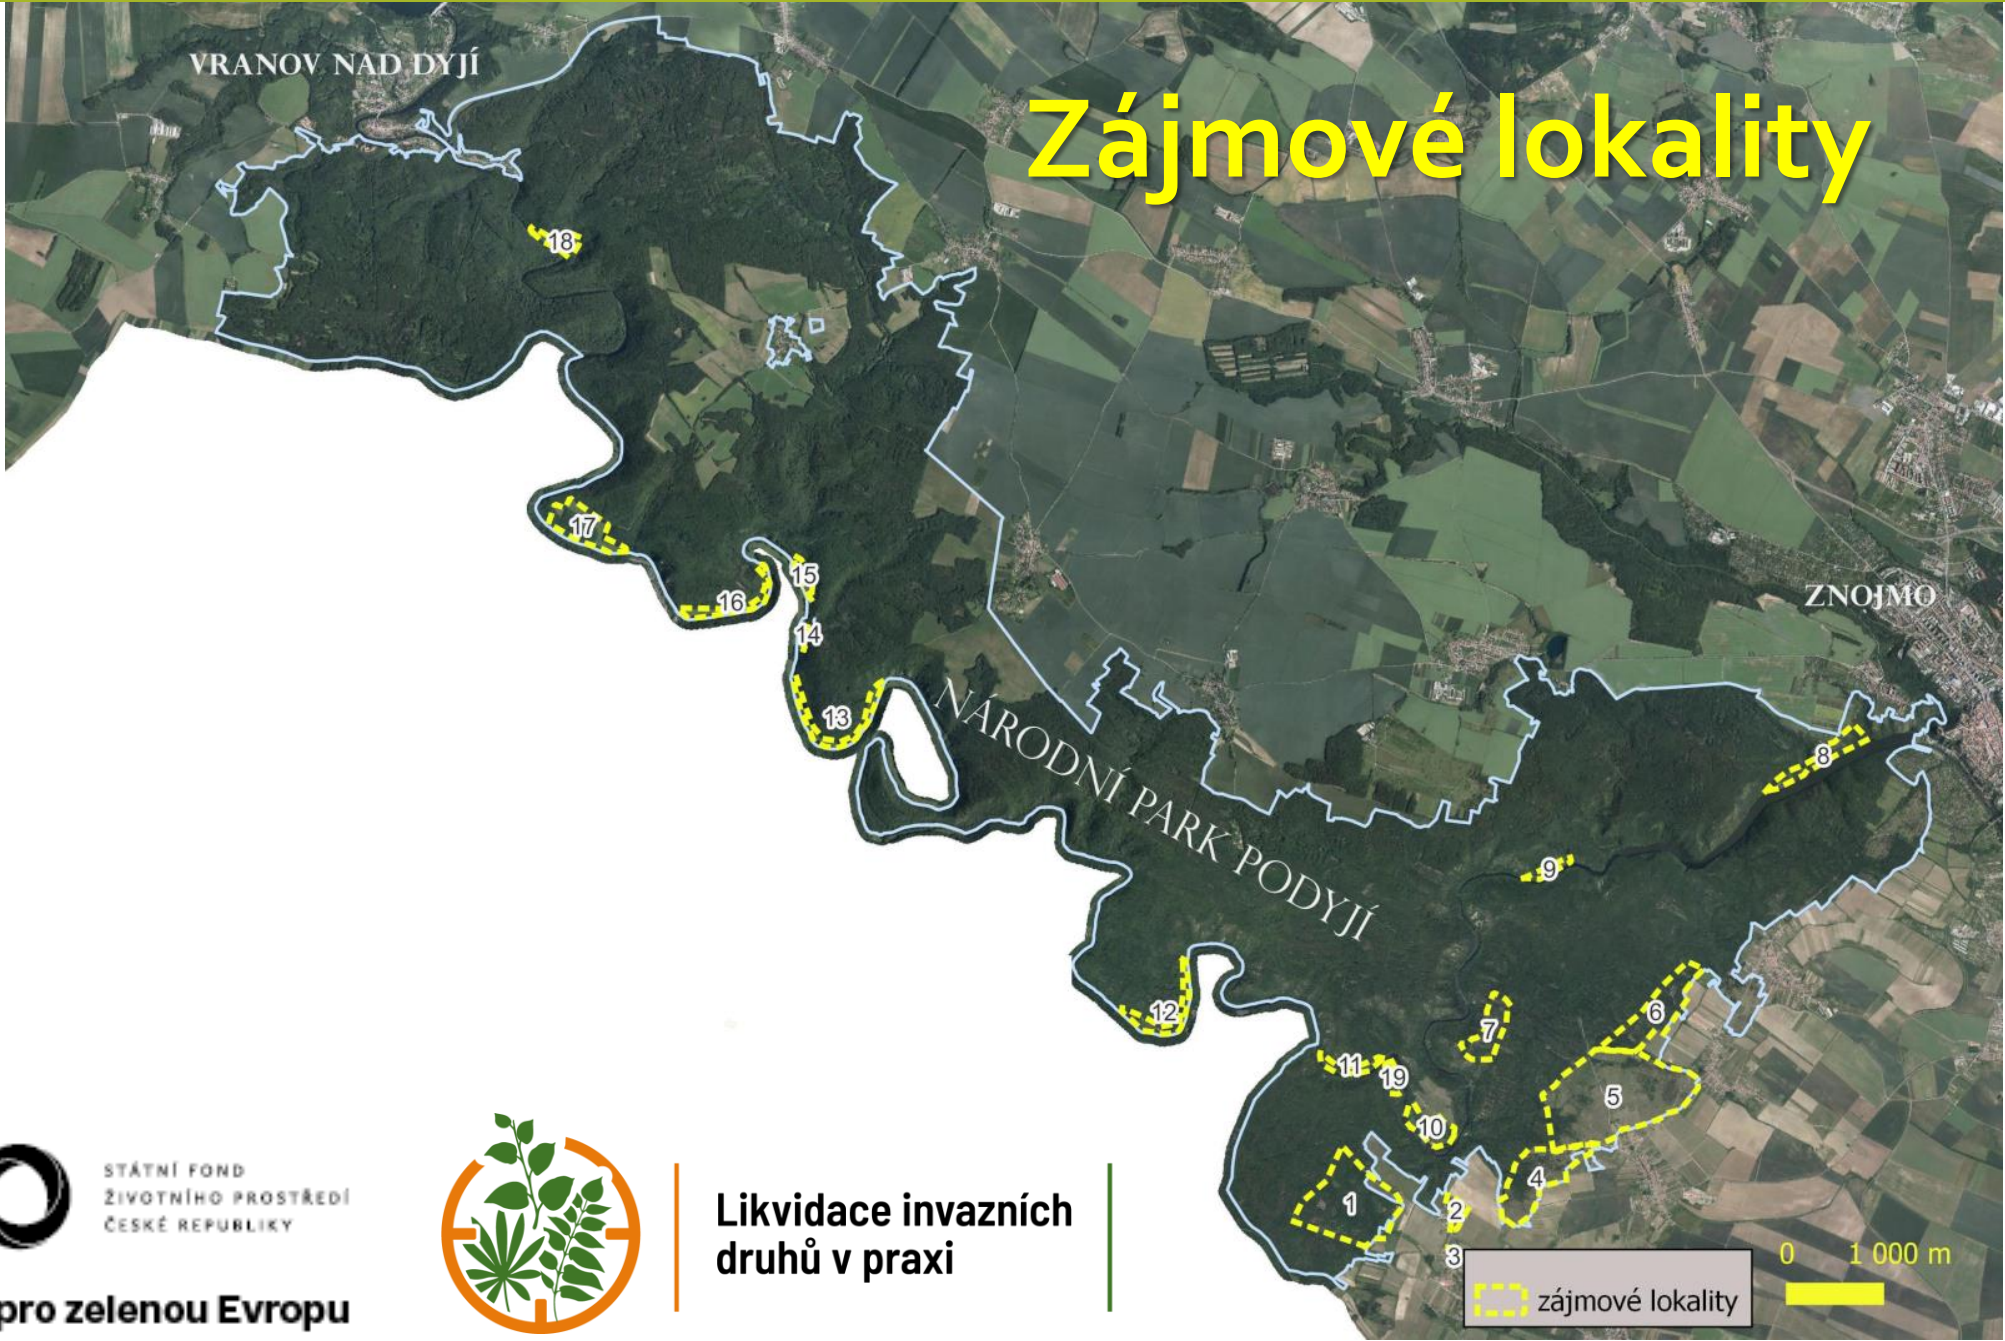 VRANOV NAD DYJÍ
Zájmové lokality
18
17
15
16
14
ZNOJMO
13
NÁRODNÍ PARK PODYJÍ
8
9
12
6
7
11
19
5
10
4
1
2
3
0 1 000 m
zájmové lokality
STÁTNÍ FOND
ŽIVOTNÍHO PROSTŘEDÍ
ČESKÉ REPUBLIKY
pro zelenou Evropu
Likvidace invazních
druhů v praxi